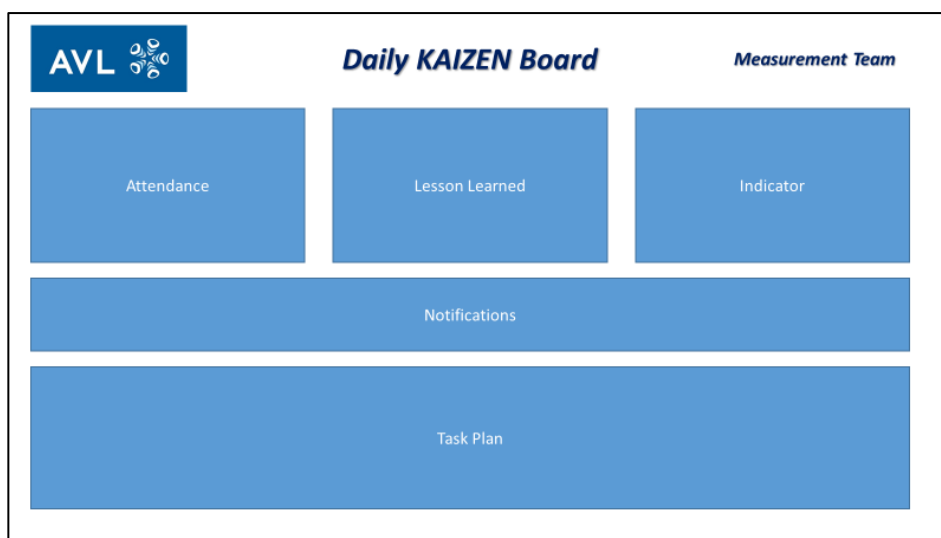 AVL
Daily KAIZEN Board
Measurement Team
Attendance
Lesson Learned
Indicator
Notifications
Task Plan